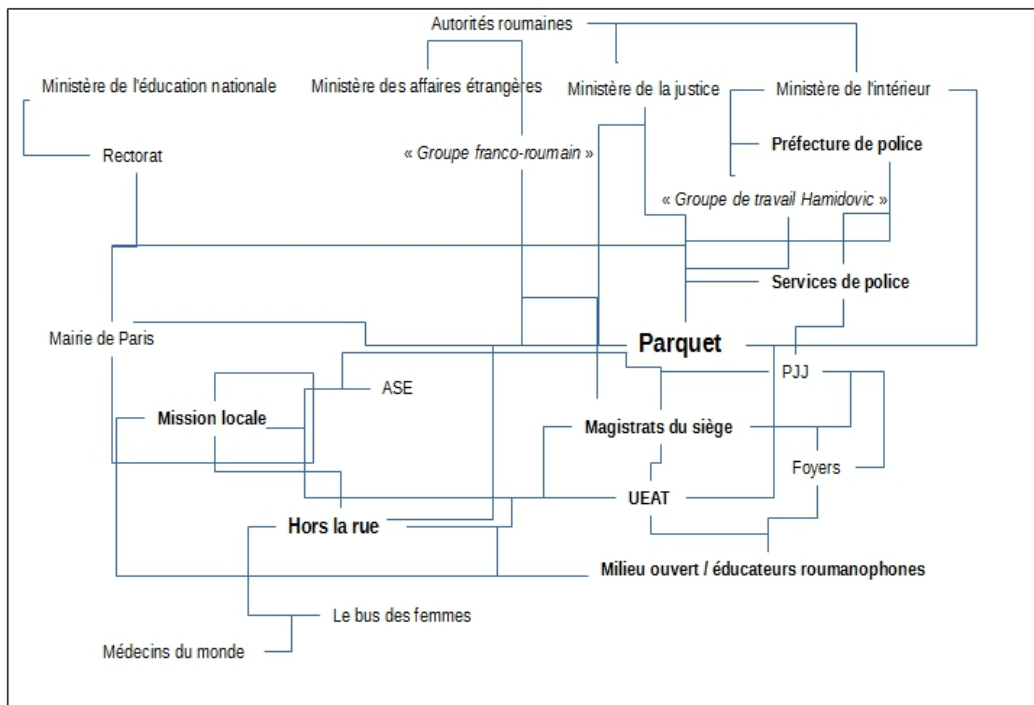 Autorités roumaines
Ministère de l'éducation nationale
Ministère des affaires étrangères
Ministère de la justice
Ministère de l'intérieur
Rectorat
« Groupe franco-roumain »
Préfecture de police
« Groupe de travail Hamidovic »
Services de police
Mairie de Paris
Parquet
ASE
PJJ
Mission locale
Magistrats du siège
Foyers
UEAT
Hors la rue
Milieu ouvert / éducateurs roumanophones
Le bus des femmes
Médecins du monde